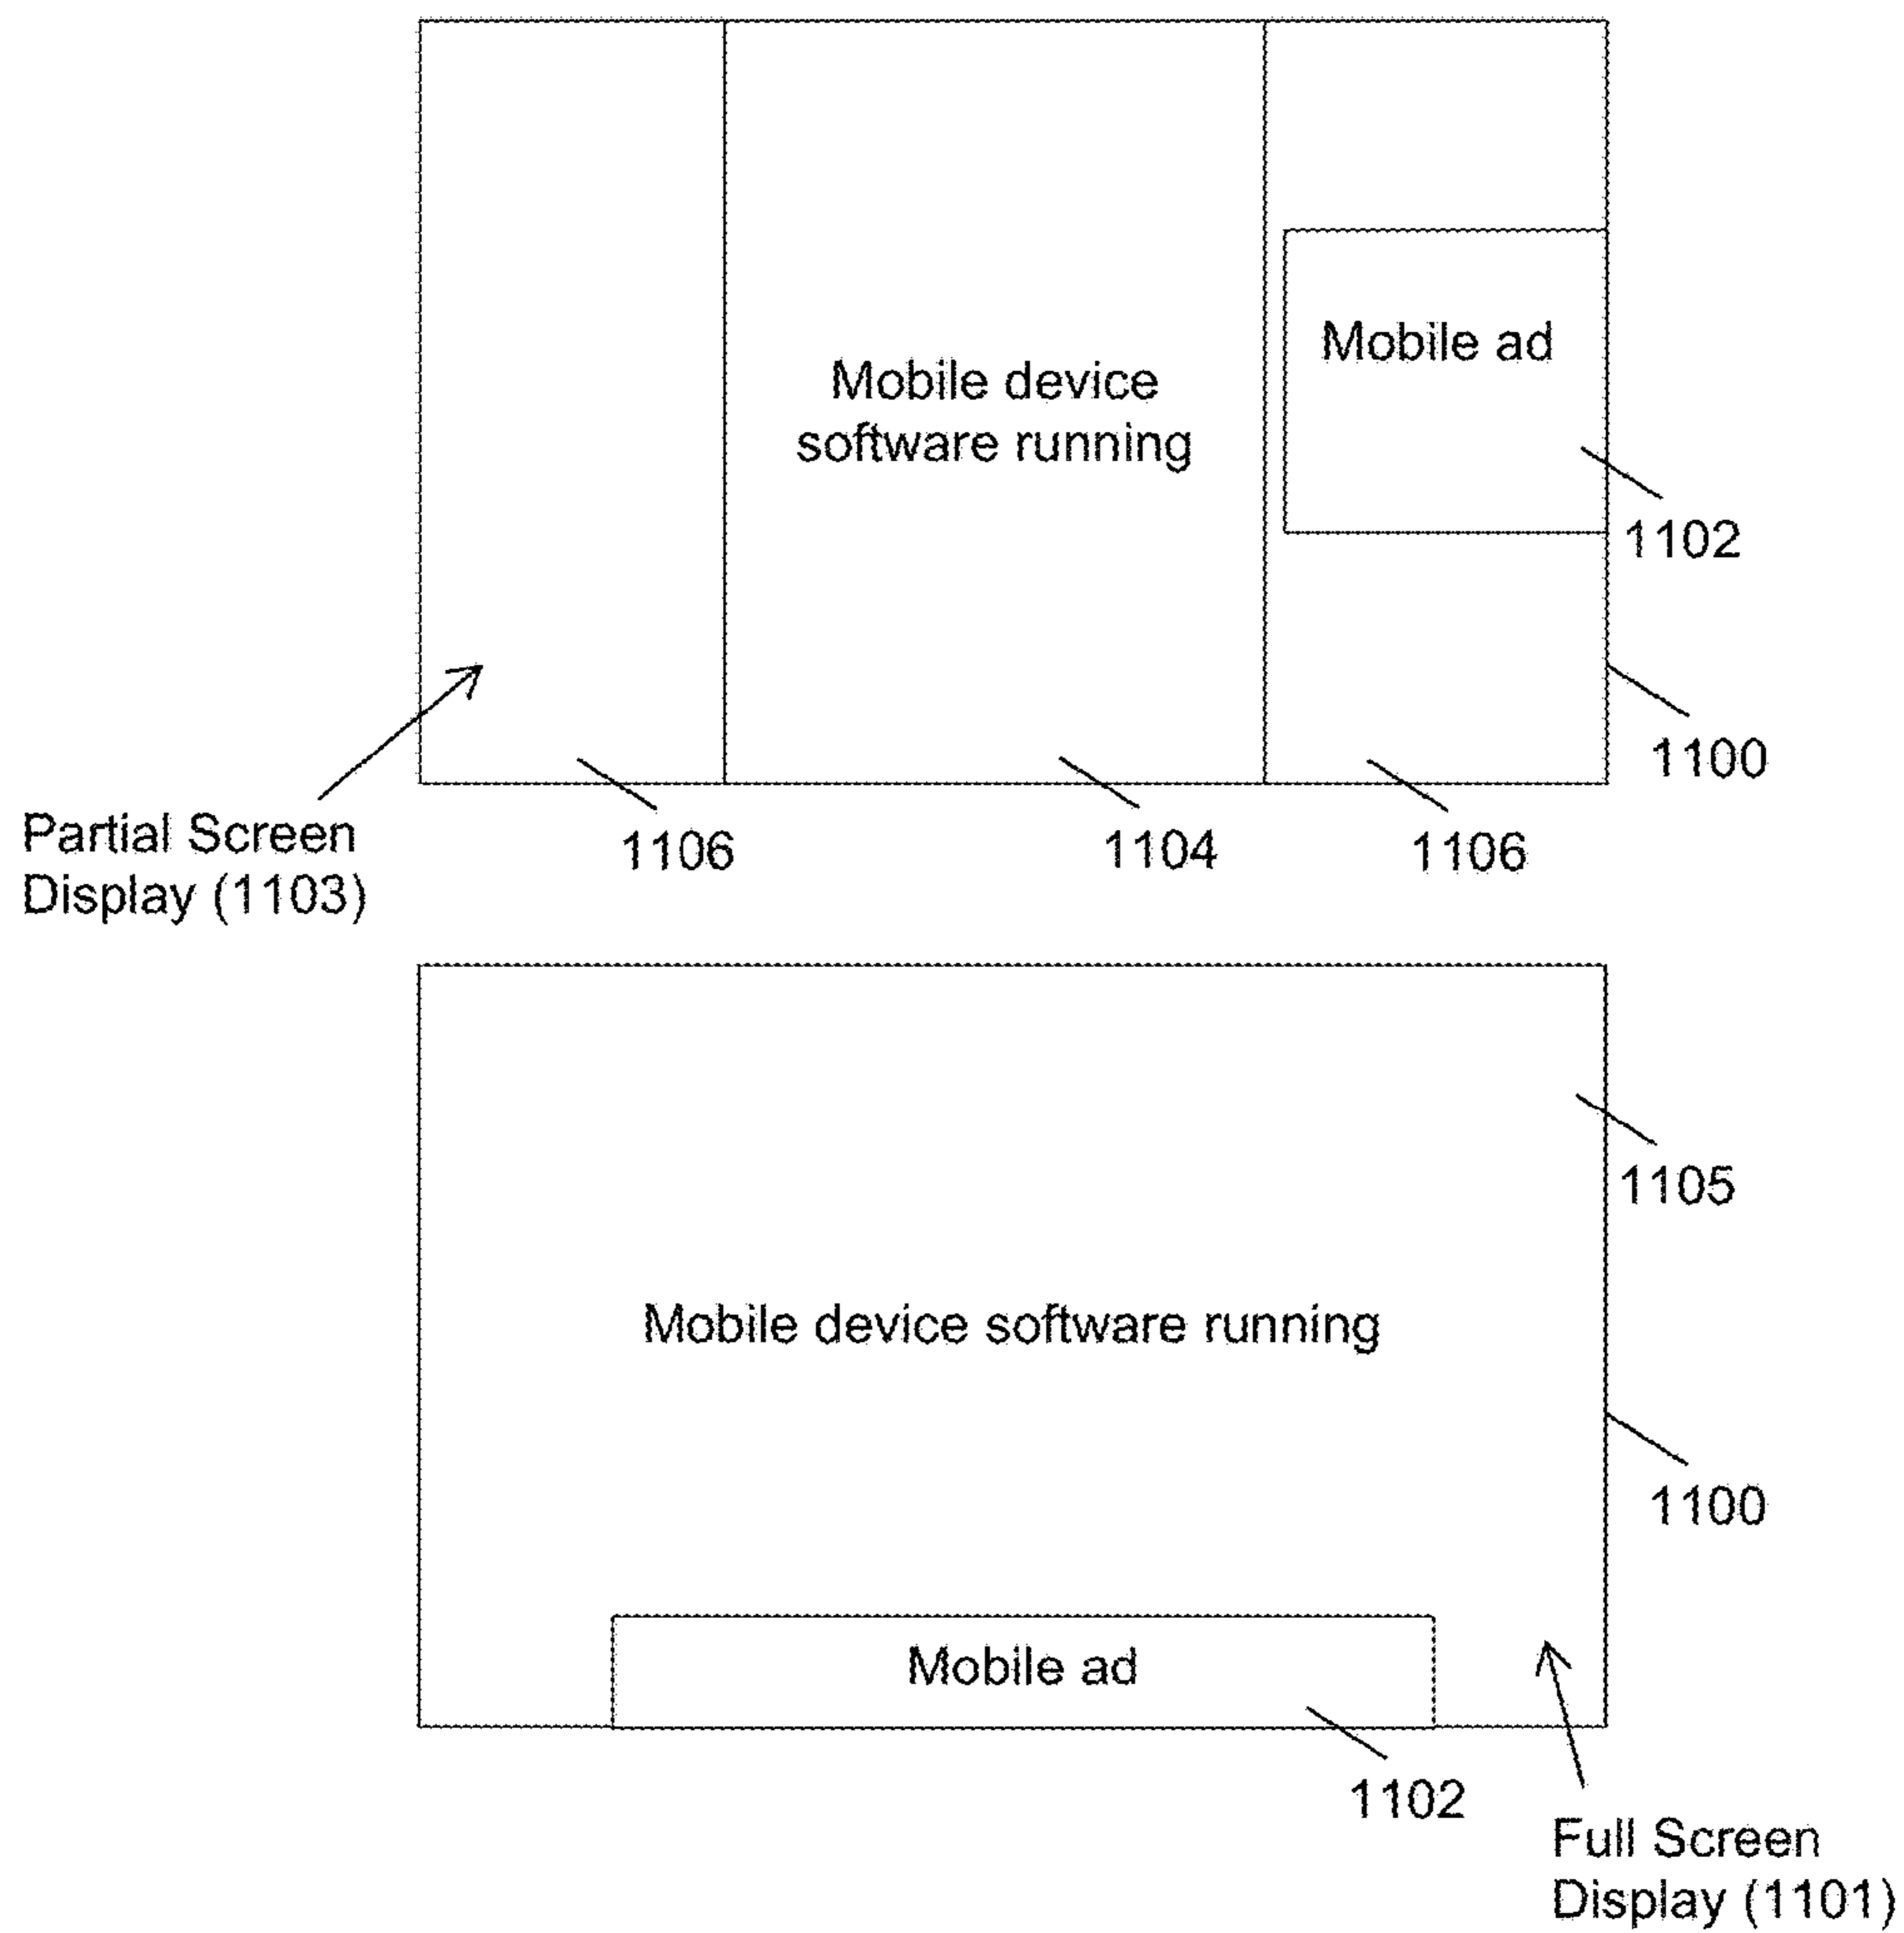 Mobile ad
Mobile device
software running
1102
1100
Partial Screen
Display (1103)
1106
1104
1106
1105
Mobile device software running
1100
Mobile ad
1102
Full Screen
Display (1101)